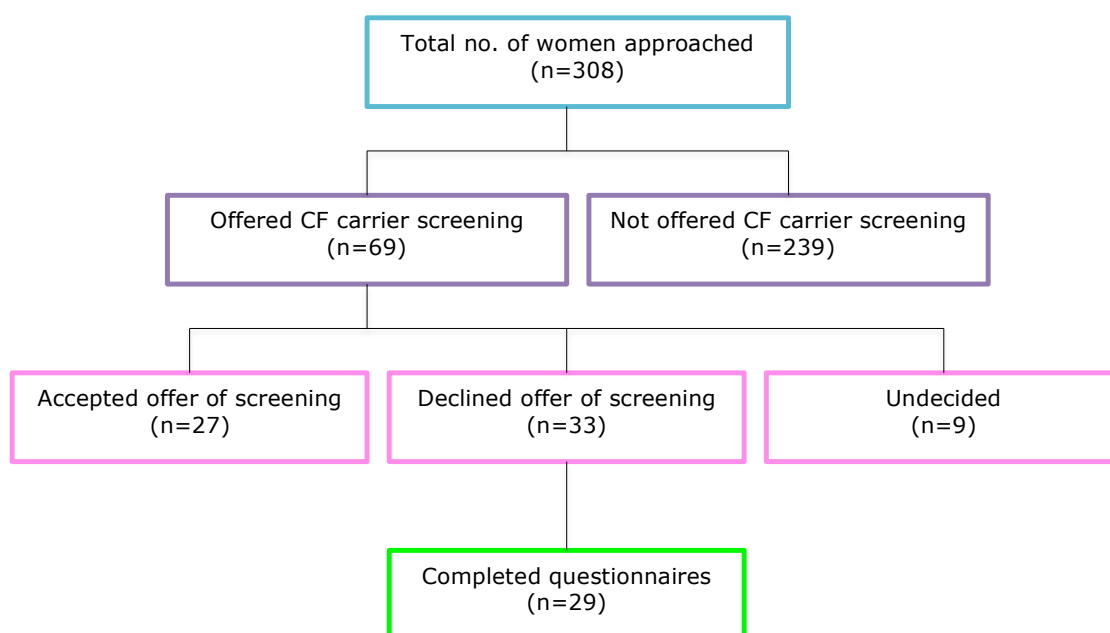 Total no. of women approached
(n=308)
Offered CF carrier screening
(n=69)
Not offered CF carrier screening
(n=239)
Accepted offer of screening
(n=27)
Declined offer of screening
(n=33)
Undecided
(n=9)
Completed questionnaires
(n=29)